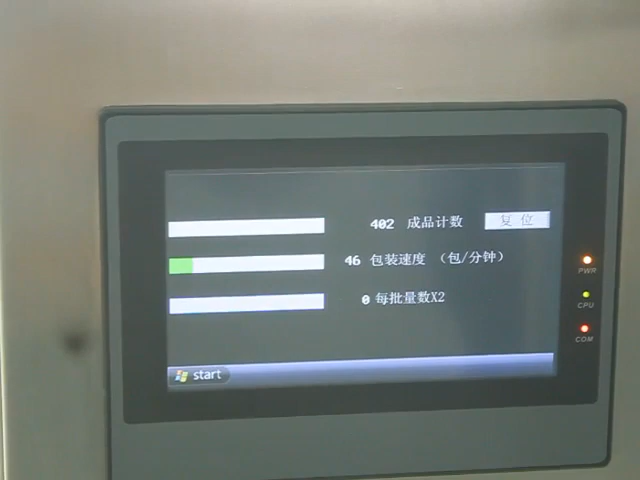 402 成品计数 复位
46 包装速度 (包/分钟)
0 每批量数X2
start
PWR
CPU
COM